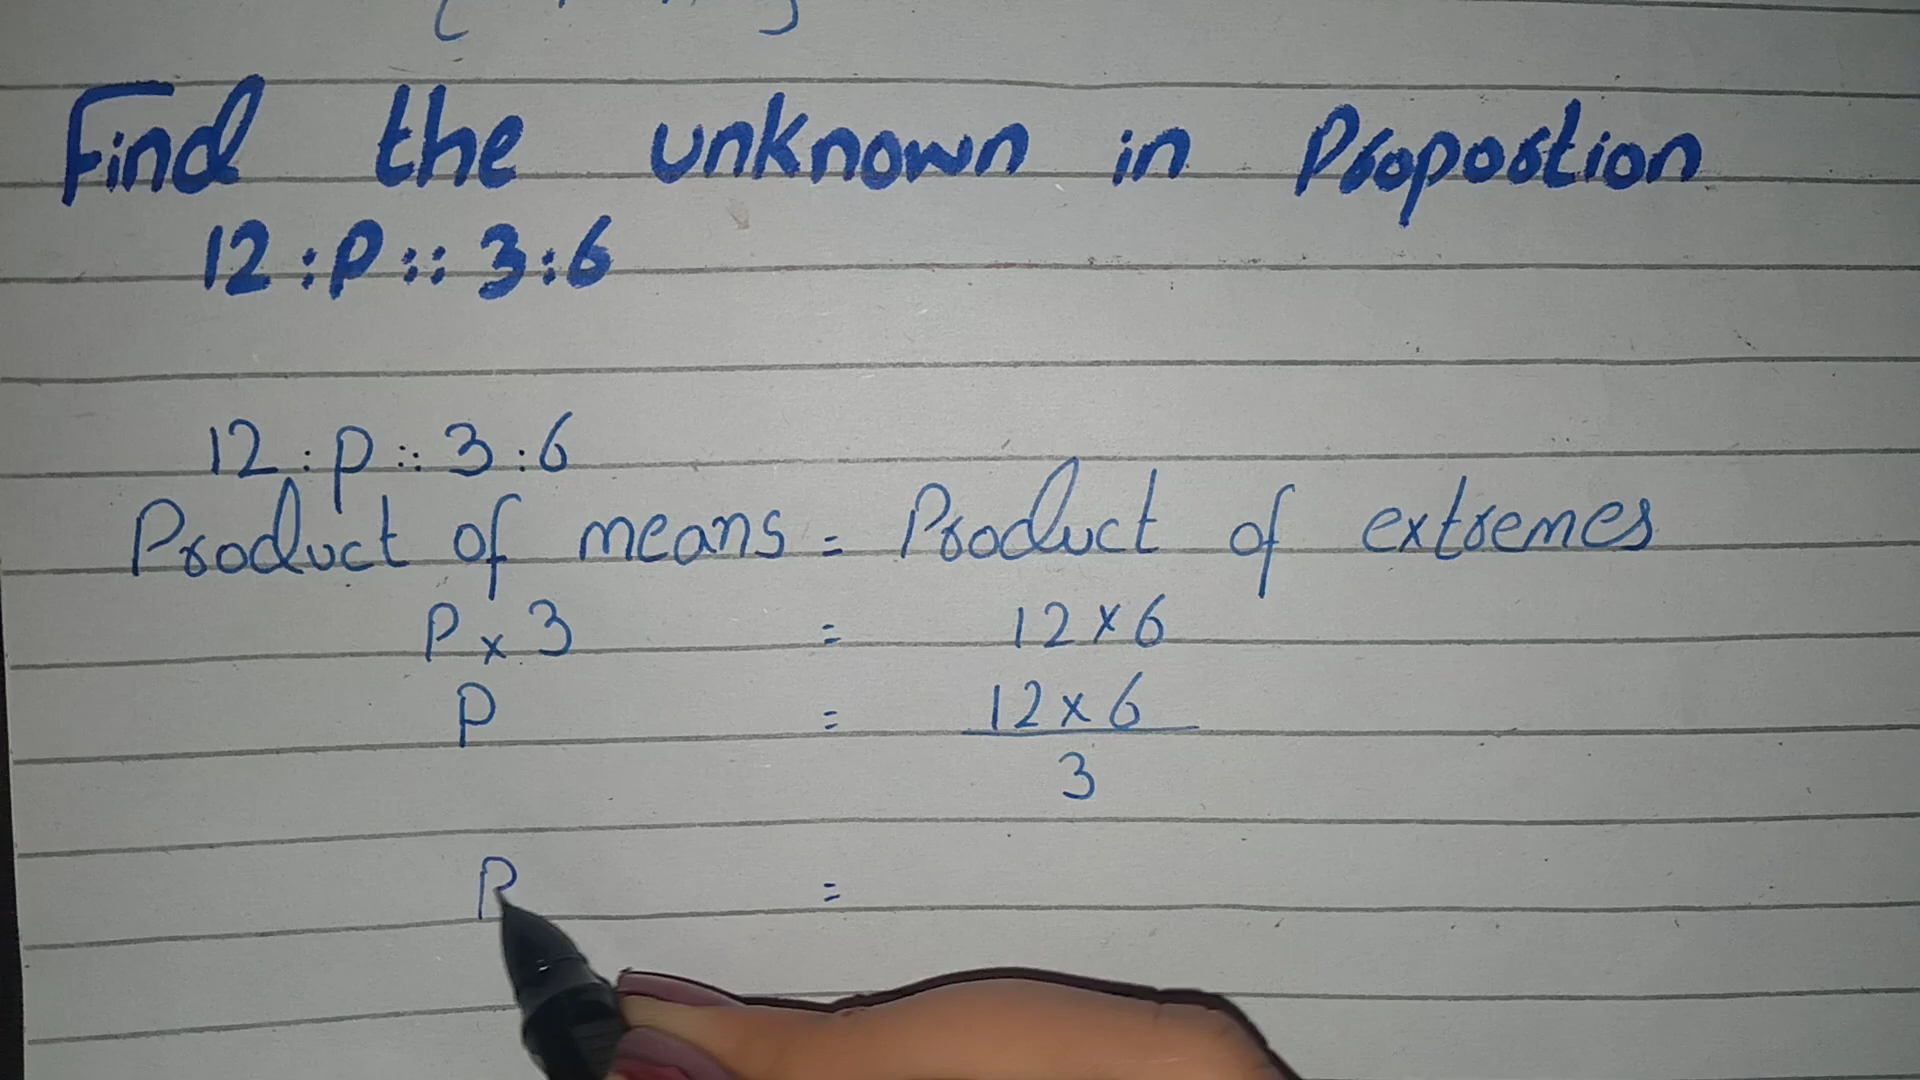 Find the unknown in Proportion
12 : P :: 3 : 6
12 : p :: 3 : 6
Product of means = Product of extremes
P x 3 = 12 x 6
P = 12 x 6
3
P =